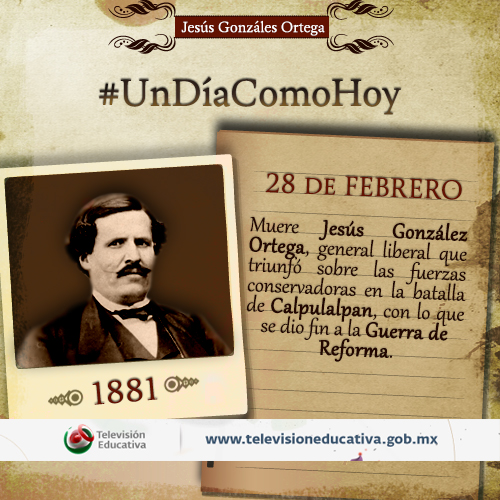 Jesús Gonzáles Ortega
#UnDíaComoHoy
28 DE FEBRERO
Muere Jesús González
Ortega, general liberal que
triunfó sobre las fuerzas
conservadoras en la batalla
de Calpulalpan, con lo que
se dio fin a la Guerra de
Reforma.
1881
Televisión
Educativa
www.televisioneducativa.gob.mx